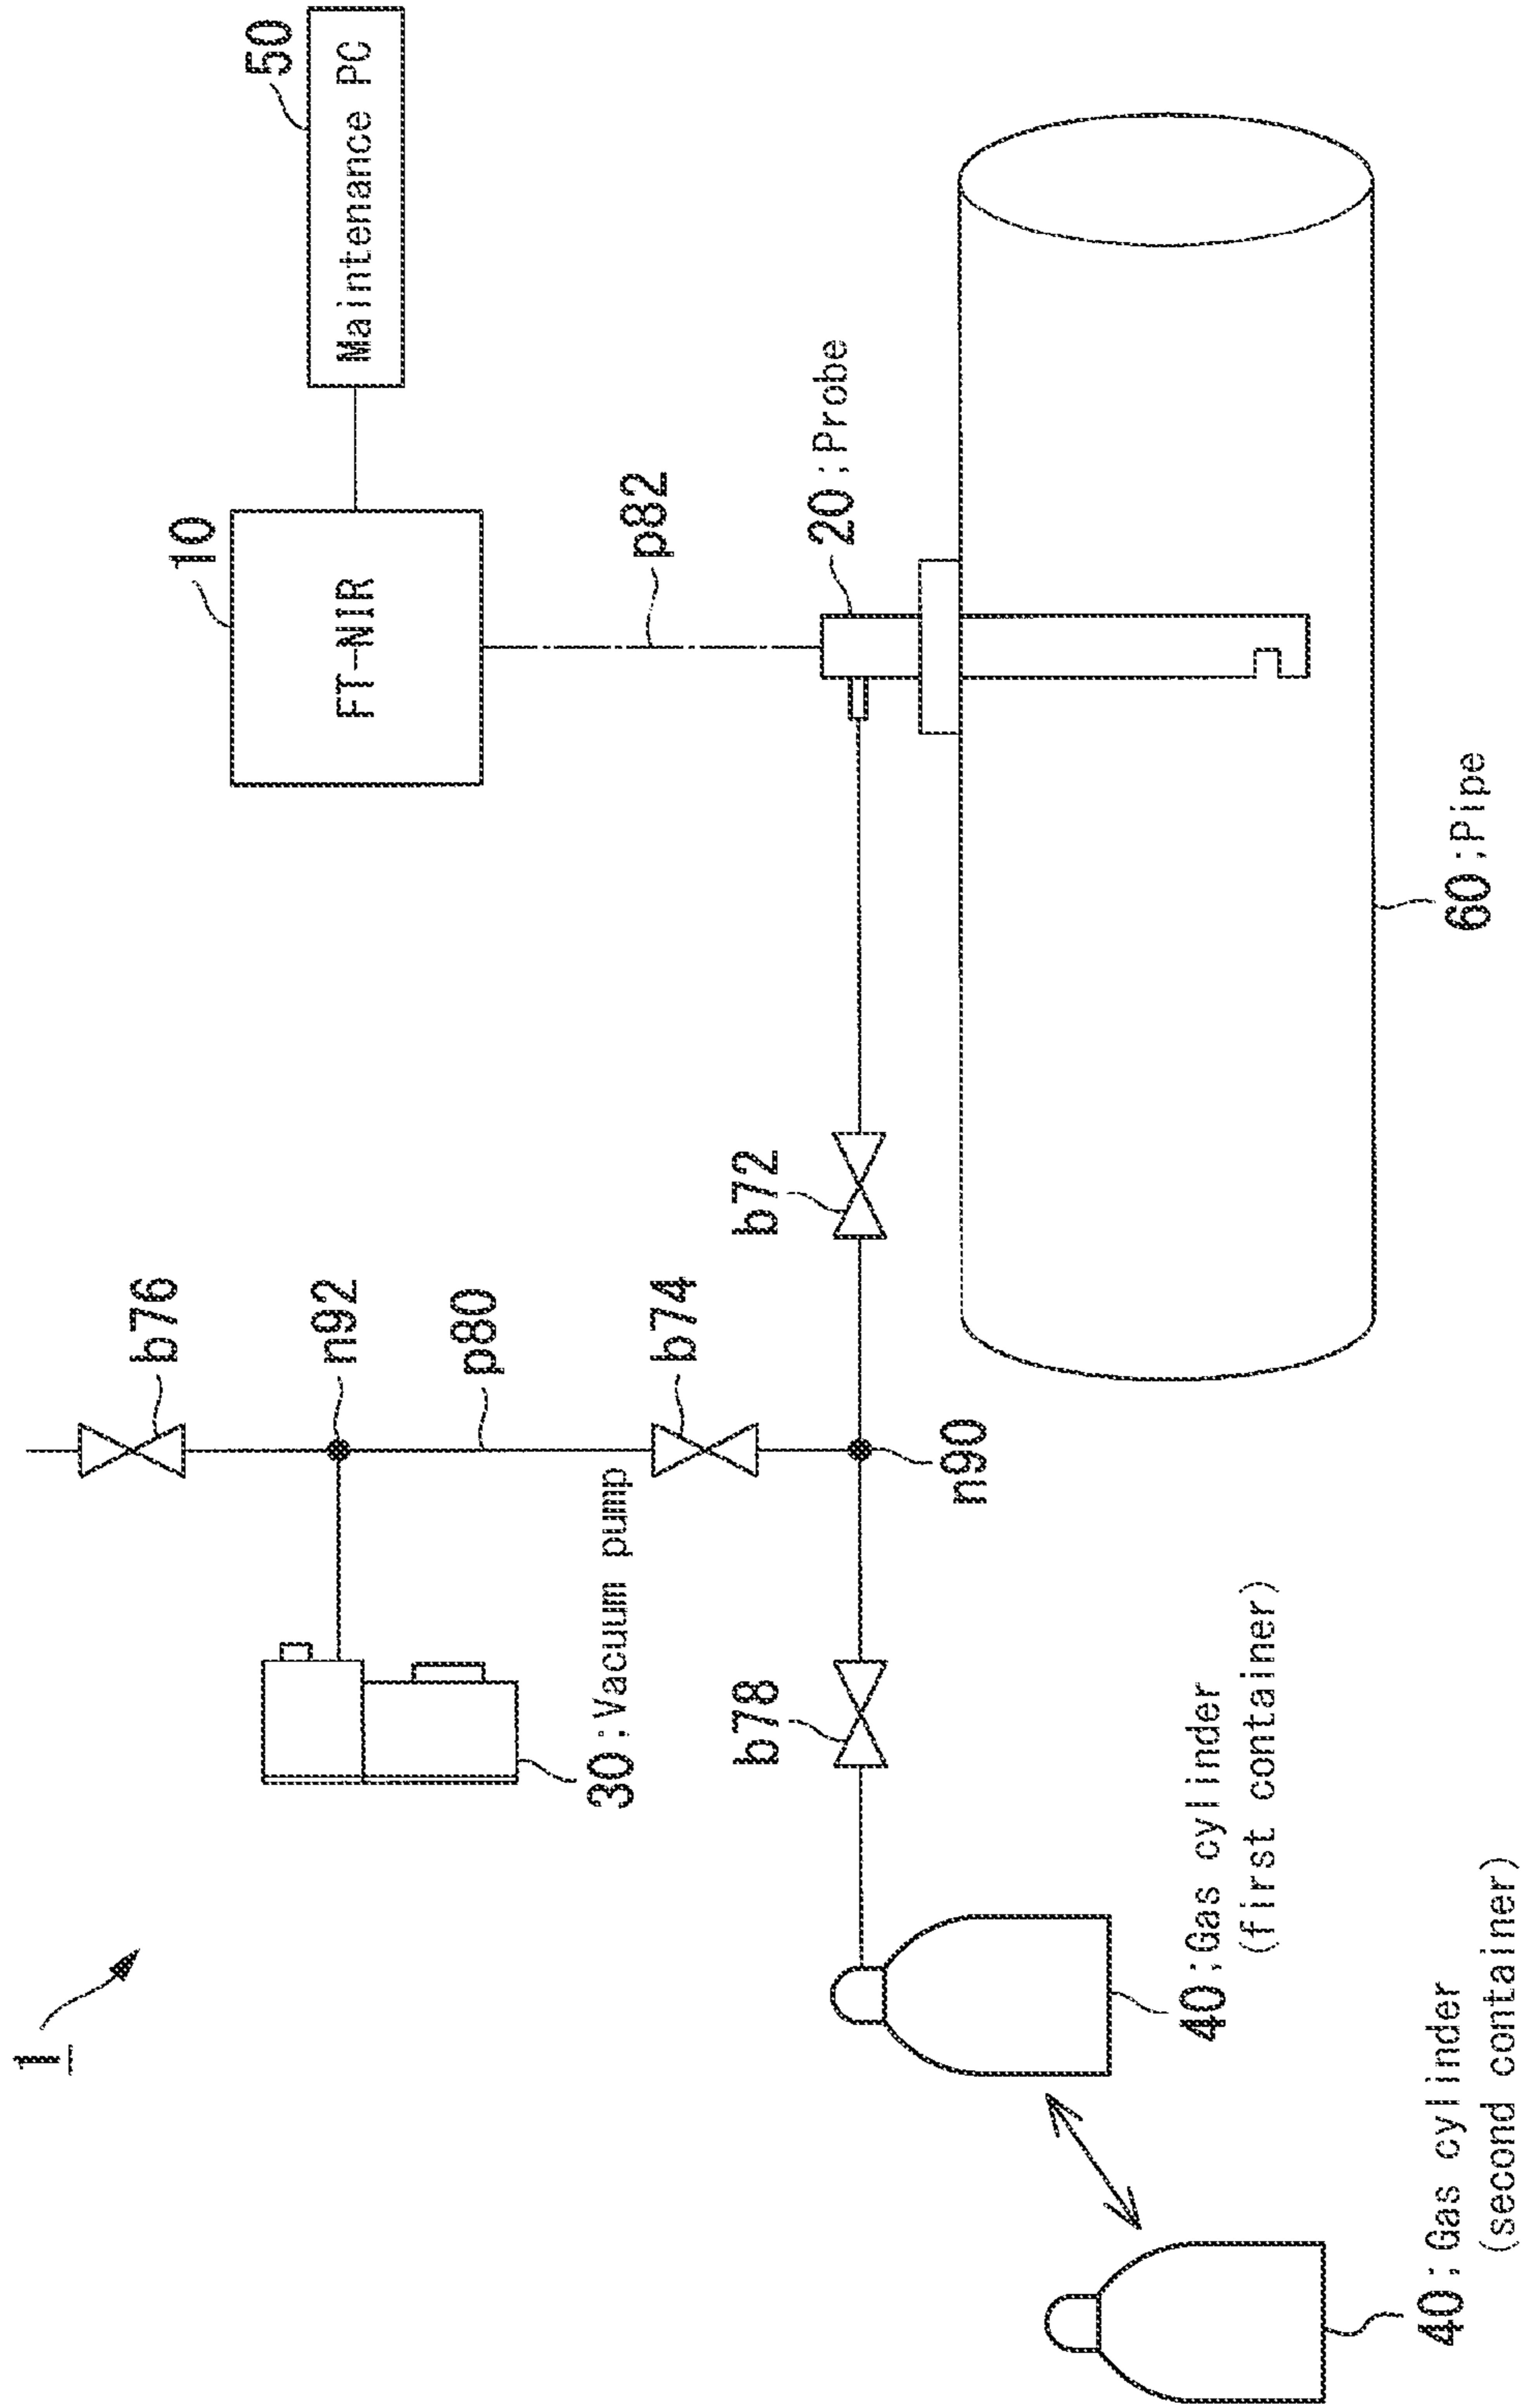 1
b76
n92
p80
b74
30:Vacuum pump
10
FT-NIR
50
Maintenance PC
p82
20:Probe
b78
b72
n90
40:Gas cylinder
(first container)
40:Gas cylinder
(second container)
60:Pipe